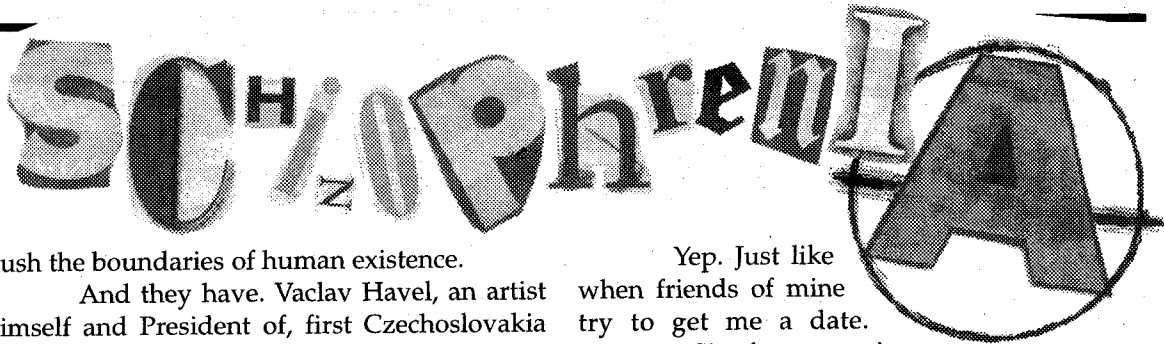 SCHiZOPhrenIA
ush the boundaries of human existence.
And they have. Vaclav Havel, an artist
imself and President of, first Czechoslovakia
Yep. Just like
when friends of mine
try to get me a date.